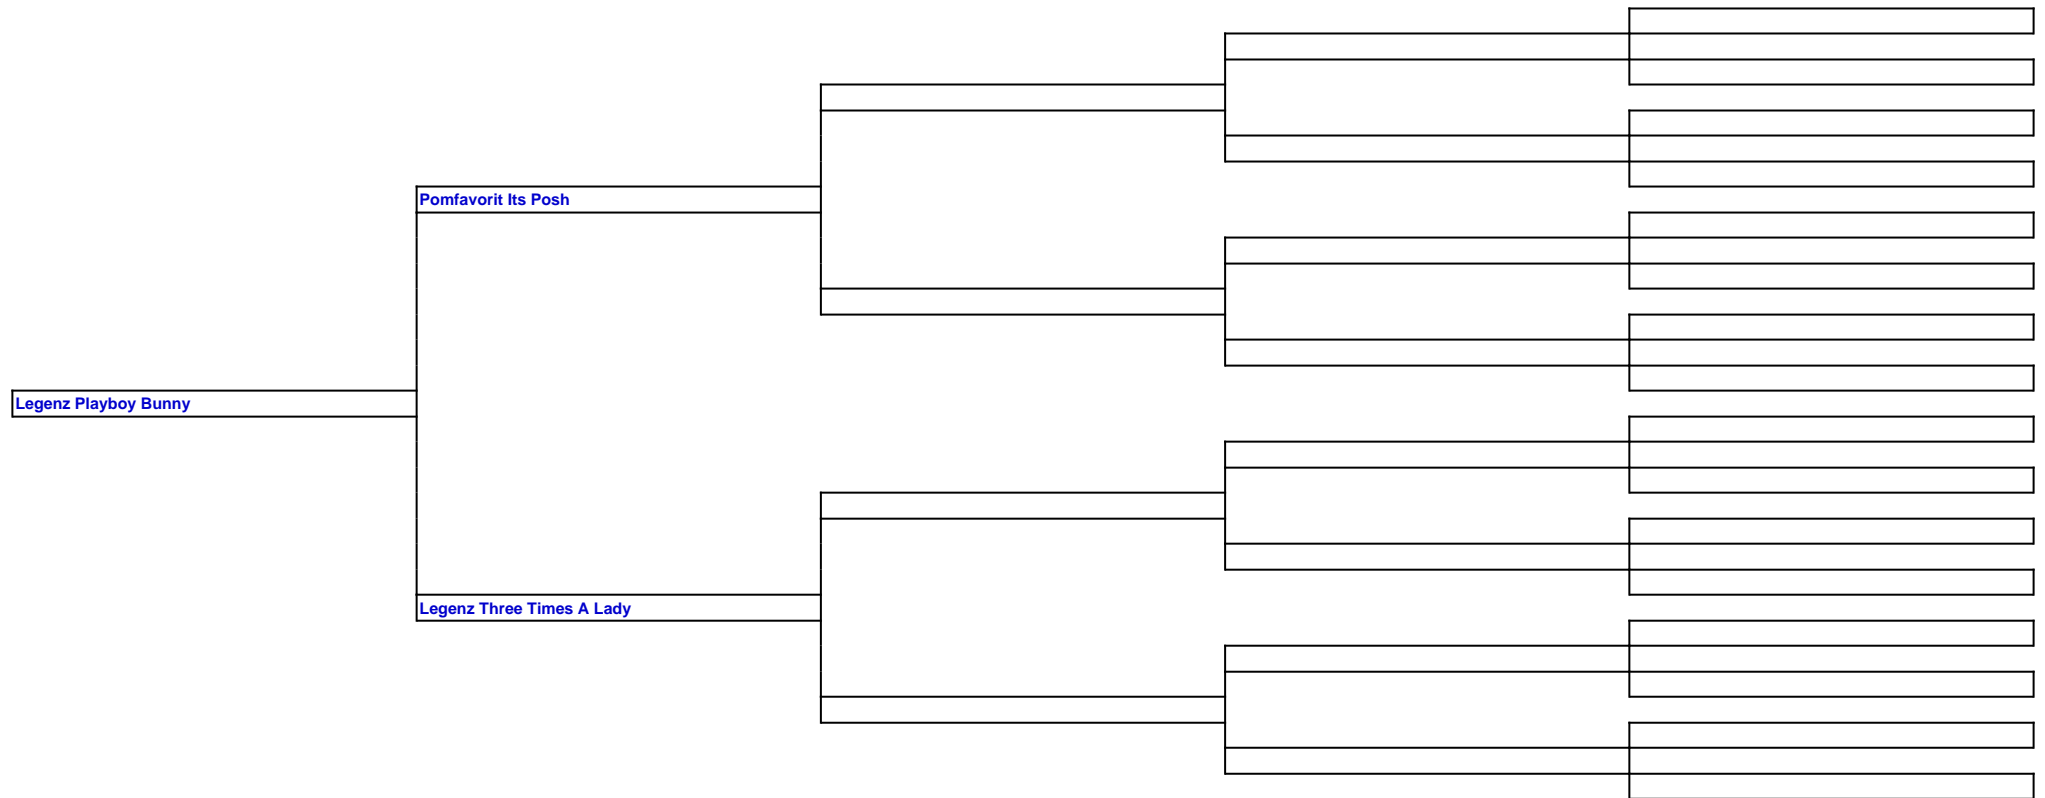 Pomfavorit Its Posh
Legenz Playboy Bunny
Legenz Three Times A Lady